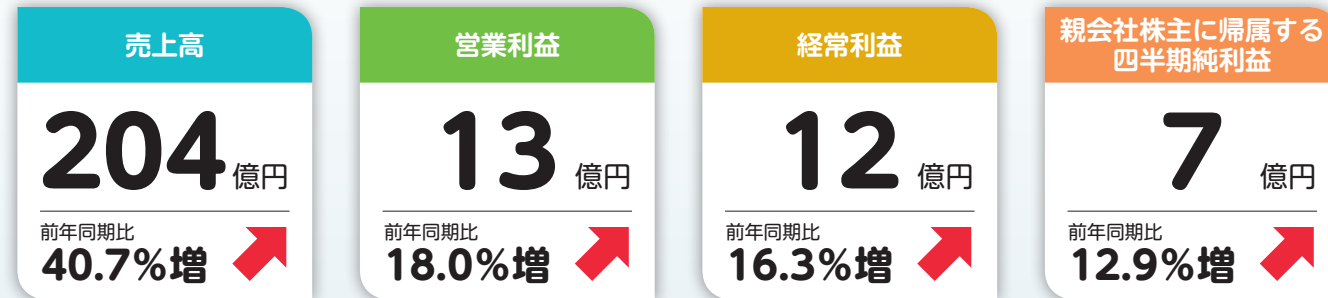 売上高
204億円
前年同期比
40.7%増
営業利益
13億円
前年同期比
18.0%増
経常利益
12億円
前年同期比
16.3%増
親会社株主に帰属する
四半期純利益
7億円
前年同期比
12.9%増